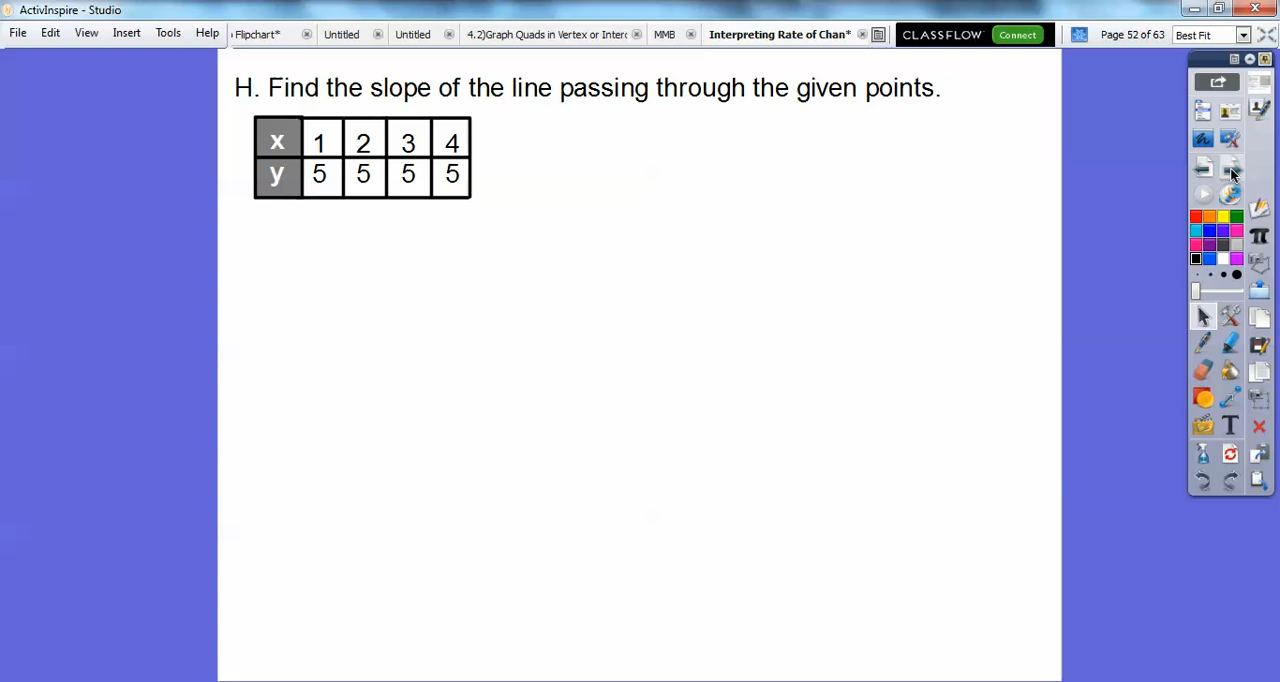 ActivInspire - Studio
File Edit View Insert Tools Help Flipchart* Untitled Untitled 4.2)Graph Quads in Vertex or Inter MMB Interpreting Rate of Chan* CLASSFLOW Connect Page 52 of 63 Best Fit
H. Find the slope of the line passing through the given points.
x 1 2 3 4
y 5 5 5 5